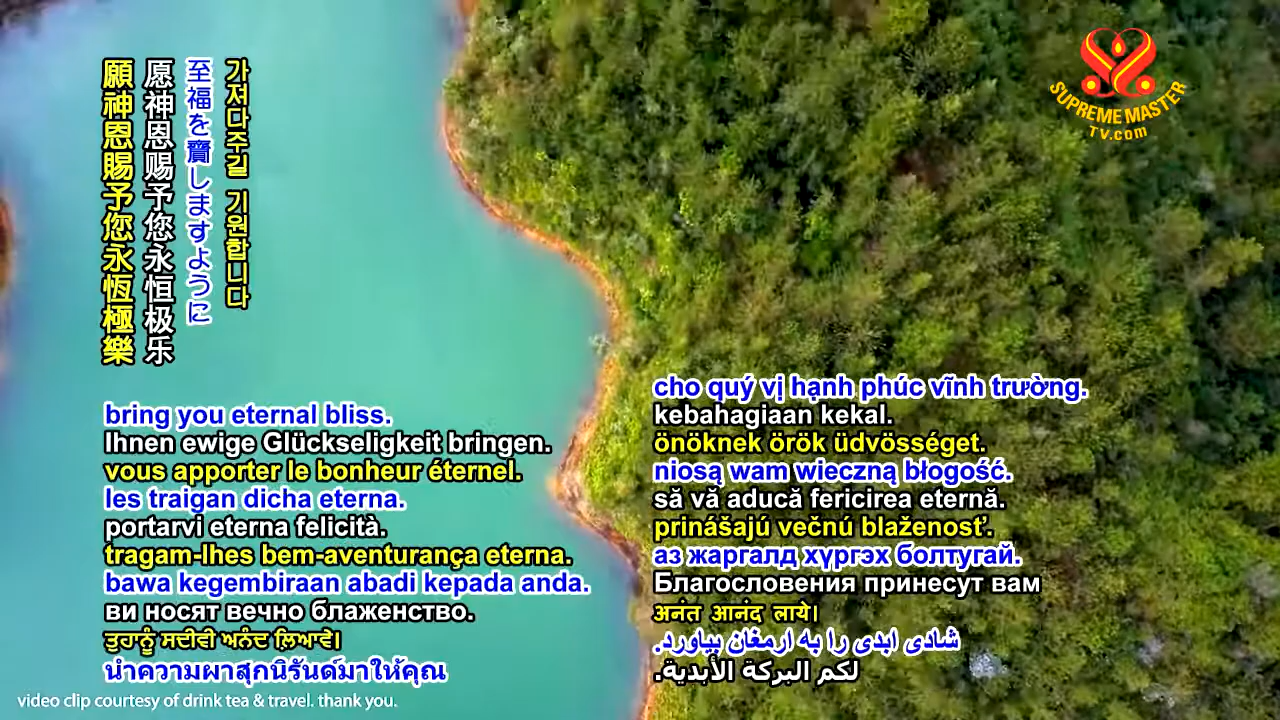 願神恩賜予您永恆極樂
愿神恩赐予您永恒极乐
至福を齎しますように
가져다주길 기원합니다
SUPREME MASTER
TV.com
bring you eternal bliss.
Ihnen ewige Glückseligkeit bringen.
vous apporter le bonheur éternel.
les traigan dicha eterna.
portarvi eterna felicità.
tragam-lhes bem-aventurança eterna.
bawa kegembiraan abadi kepada anda.
ви носят вечно блаженство.
ਤੁਹਾਨੂੰ ਸਦੀਵੀ ਅਨੰਦ ਲਿਆਵੇ।
นำความผาสุกนิรันด์มาให้คุณ
cho quý vị hạnh phúc vĩnh trường.
kebahagiaan kekal.
önöknek örök üdvösséget.
niosą wam wieczną błogość.
să vă aducă fericirea eternă.
prinášajú večnú blaženosť.
аз жаргалд хүргэх болтугай.
Благословения принесут вам
अनंत आनंद लाये।
شادی ابدی را به ارمغان بیاورد.
لكم البركة الأبدية.
video clip courtesy of drink tea & travel. thank you.